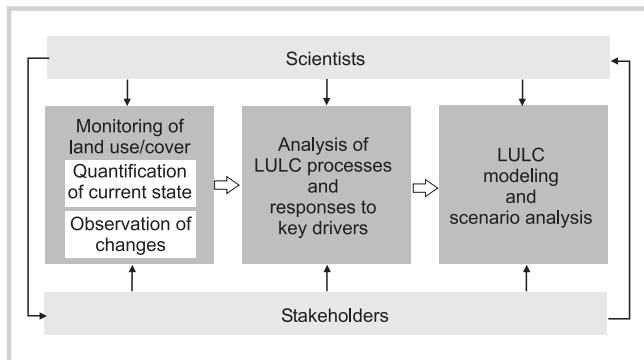 Scientists
Monitoring of
land use/cover
Quantification
of current state
Observation of
changes
Analysis of
LULC processes
and
responses to
key drivers
LULC
modeling
and
scenario analysis
Stakeholders